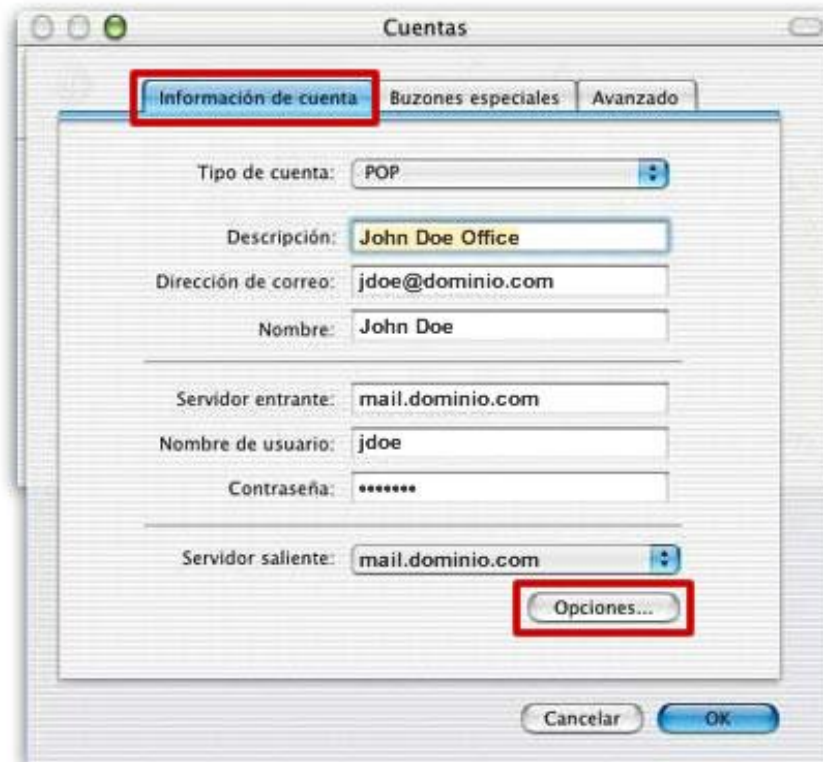 Cuentas
Información de cuenta Buzones especiales Avanzado
Tipo de cuenta: POP
Descripción: John Doe Office
Dirección de correo: jdoe@dominio.com
Nombre: John Doe
Servidor entrante: mail.dominio.com
Nombre de usuario: jdoe
Contraseña: •••••••
Servidor saliente: mail.dominio.com
Opciones...
Cancelar OK